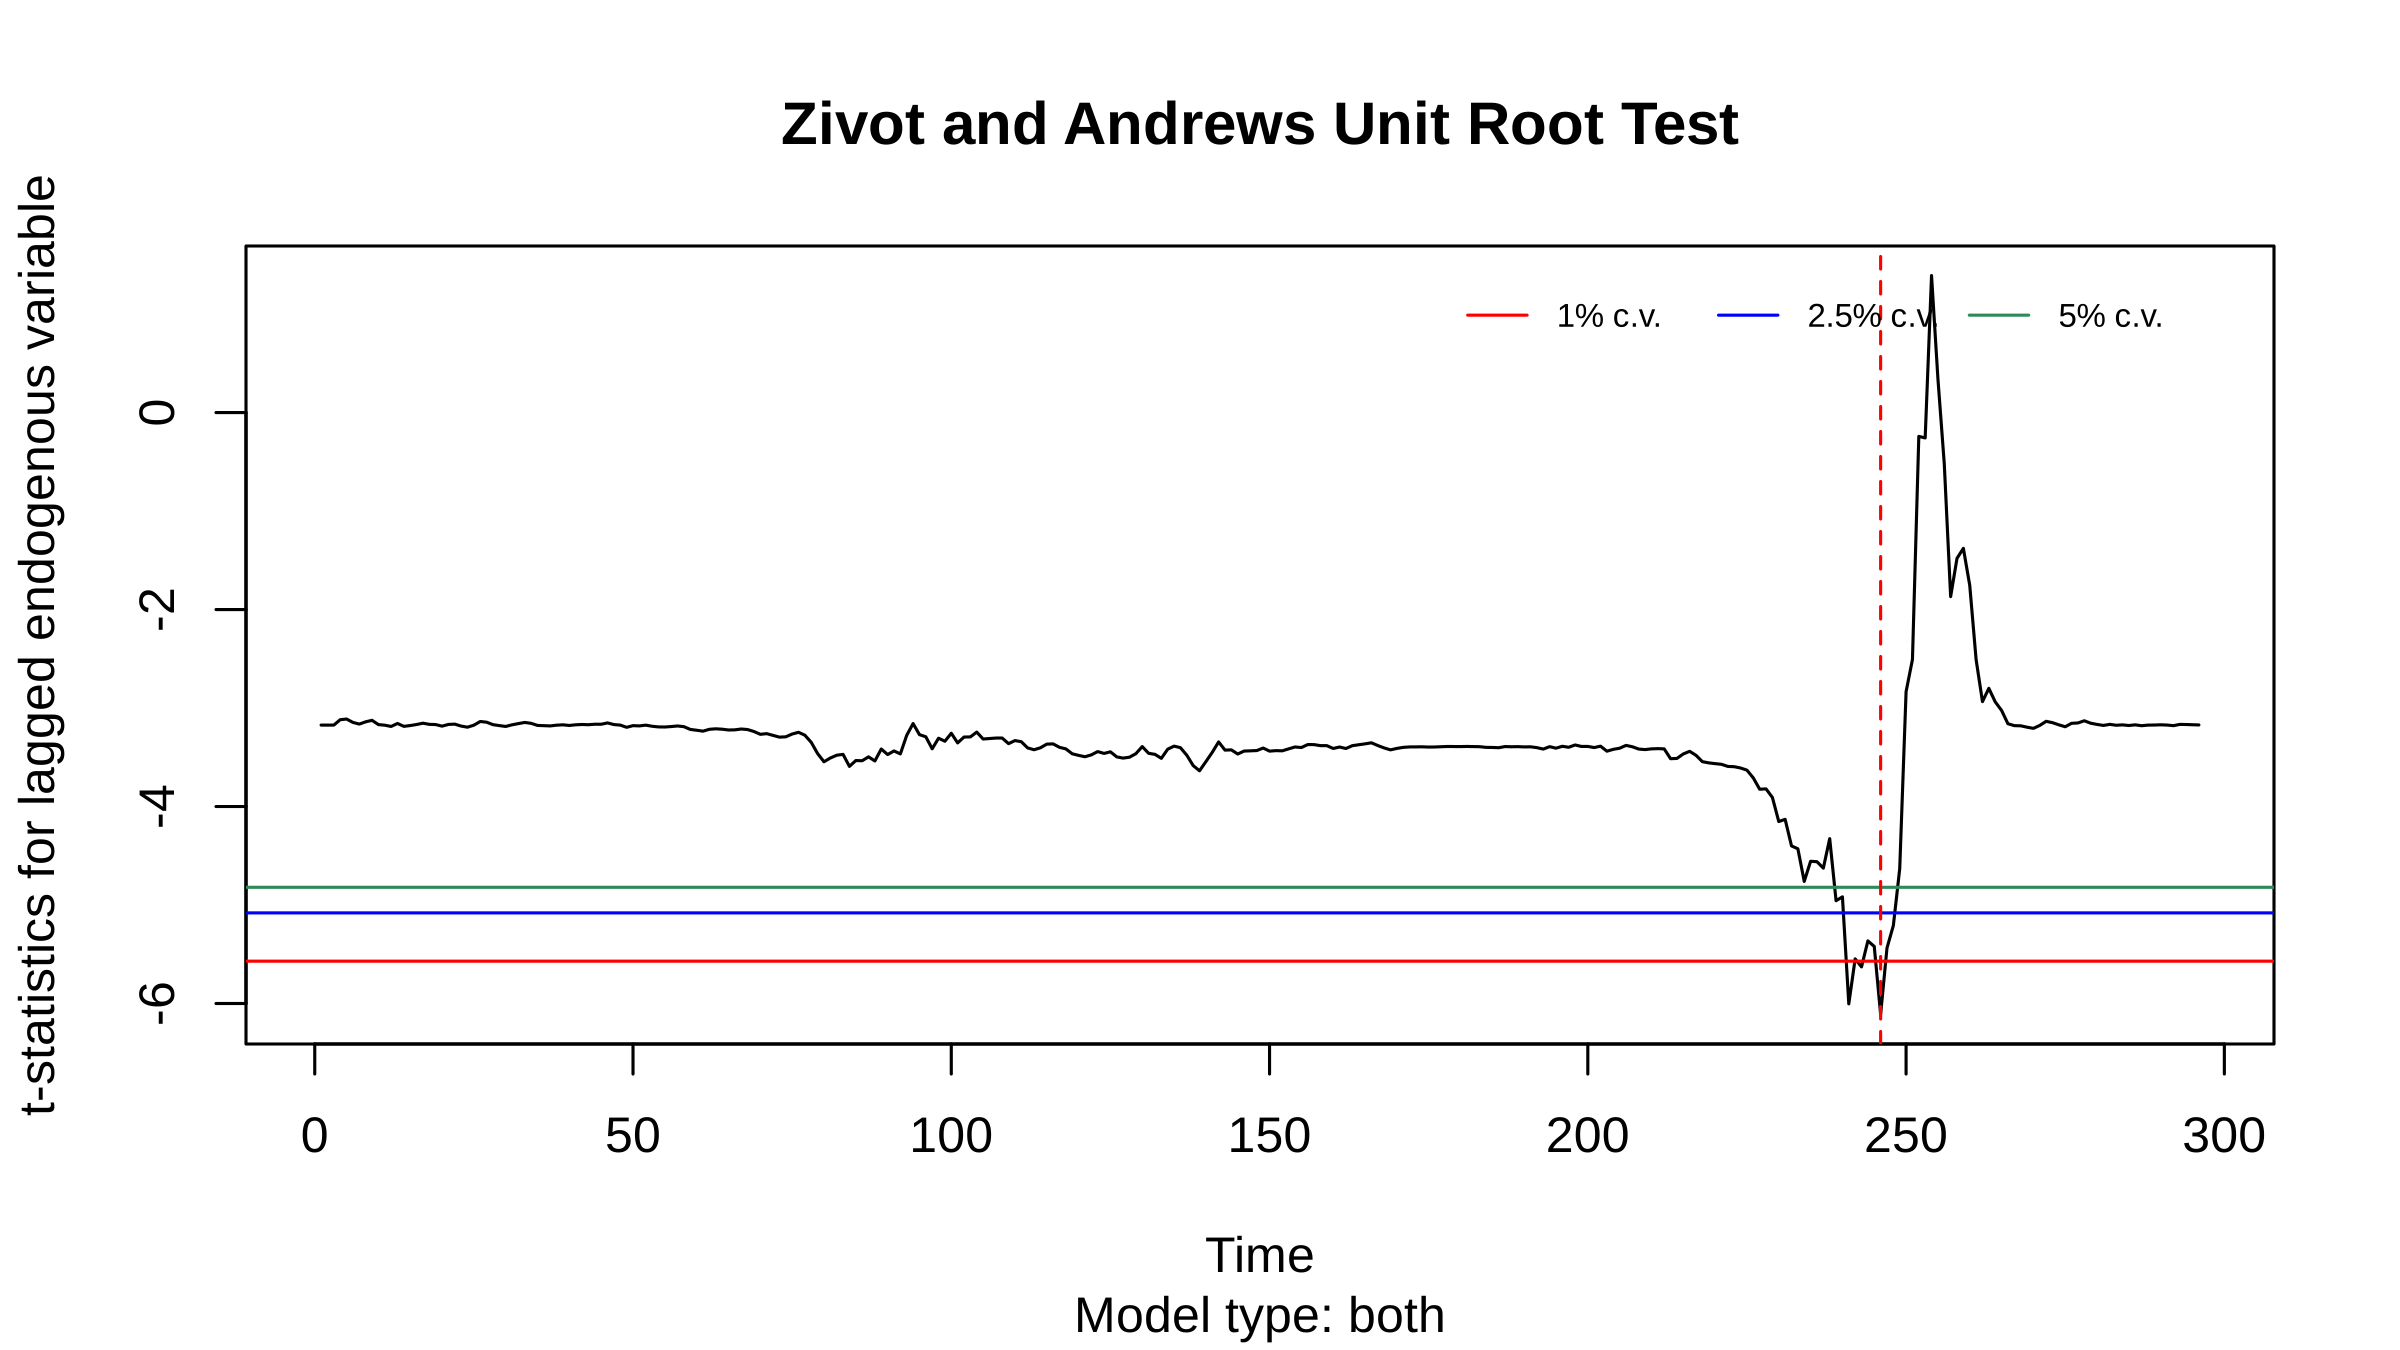 Zivot and Andrews Unit Root Test
t-statistics for lagged endogenous variable
1% c.v. 2.5% c.v. 5% c.v.
0
-2
-4
-6
0 50 100 150 200 250 300
Time
Model type: both